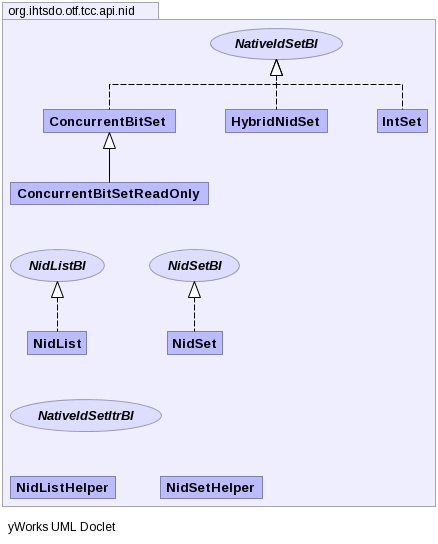 org.ihtsdo.otf.tcc.api.nid
NativeIdSetBI
ConcurrentBitSet
HybridNidSet
IntSet
ConcurrentBitSetReadOnly
NidListBI
NidSetBI
NidList
NidSet
NativeIdSetItrBI
NidListHelper
NidSetHelper
yWorks UML Doclet